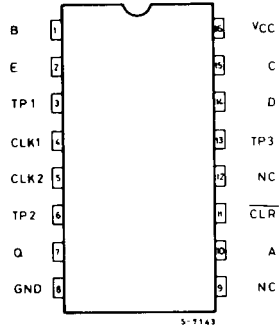 B 1 16 VCC
E 2 15 C
TP1 3 14 D
CLK1 4 13 TP3
CLK2 5 12 NC
TP2 6 11 CLR
Q 7 10 A
GND 8 9 NC
S-7143